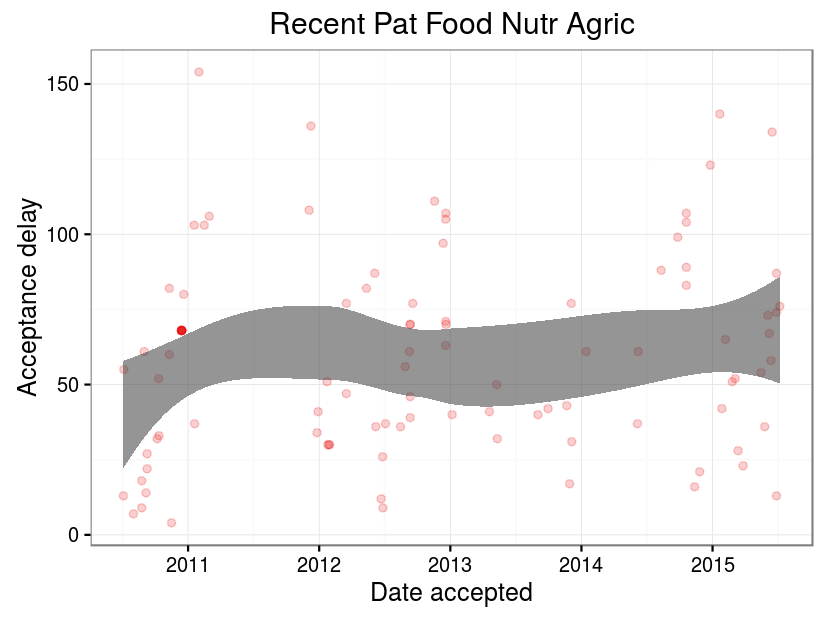 Recent Pat Food Nutr Agric
Acceptance delay
150
100
50
0
2011 2012 2013 2014 2015
Date accepted